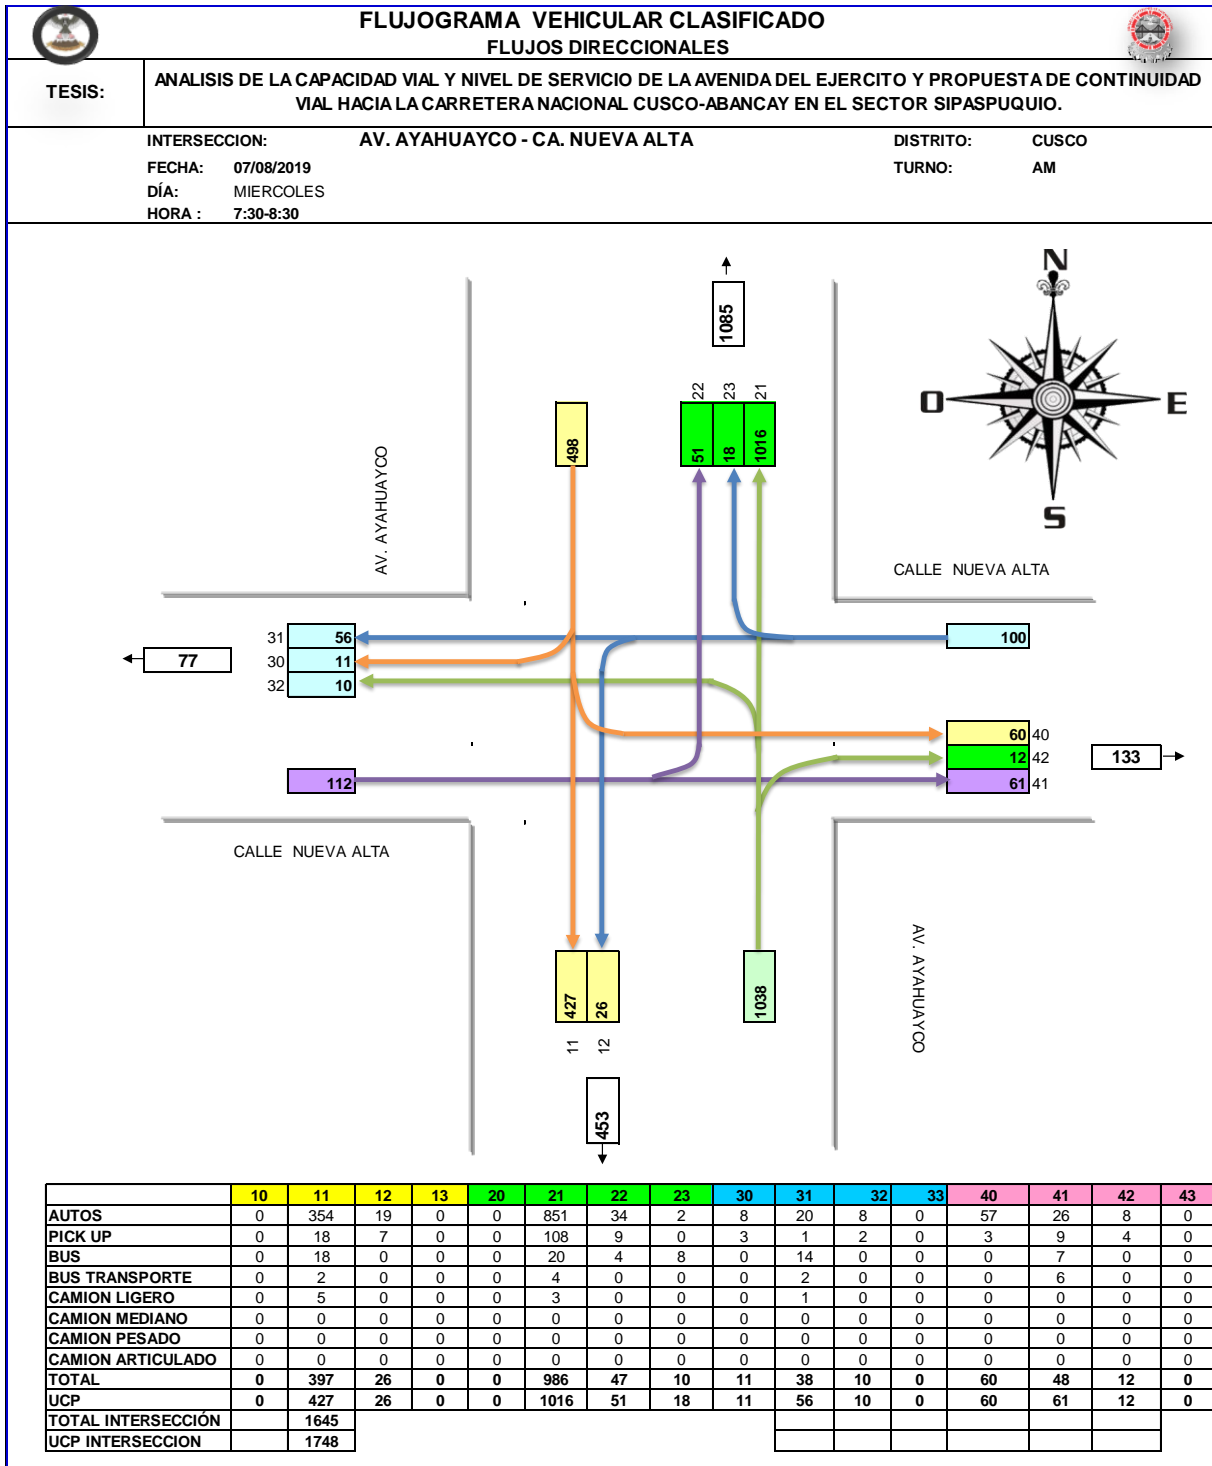 FLUJOGRAMA VEHICULAR CLASIFICADO
FLUJOS DIRECCIONALES
TESIS:
ANALISIS DE LA CAPACIDAD VIAL Y NIVEL DE SERVICIO DE LA AVENIDA DEL EJERCITO Y PROPUESTA DE CONTINUIDAD
VIAL HACIA LA CARRETERA NACIONAL CUSCO-ABANCAY EN EL SECTOR SIPASPUQUIO.
INTERSECCION: AV. AYAHUAYCO - CA. NUEVA ALTA DISTRITO: CUSCO
FECHA: 07/08/2019 TURNO: AM
DÍA: MIERCOLES
HORA : 7:30-8:30
N
O E
S
1085
22 23 21
498 51 18 1016
AV. AYAHUAYCO
CALLE NUEVA ALTA
31 56 100
77 30 11
32 10
60 40
12 42 133
112 61 41
CALLE NUEVA ALTA
AV. AYAHUAYCO
427 26 1038
11 12
453
10 11 12 13 20 21 22 23 30 31 32 33 40 41 42 43
AUTOS 0 354 19 0 0 851 34 2 8 20 8 0 57 26 8 0
PICK UP 0 18 7 0 0 108 9 0 3 1 2 0 3 9 4 0
BUS 0 18 0 0 0 20 4 8 0 14 0 0 0 7 0 0
BUS TRANSPORTE 0 2 0 0 0 4 0 0 0 2 0 0 0 6 0 0
CAMION LIGERO 0 5 0 0 0 3 0 0 0 1 0 0 0 0 0 0
CAMION MEDIANO 0 0 0 0 0 0 0 0 0 0 0 0 0 0 0 0
CAMION PESADO 0 0 0 0 0 0 0 0 0 0 0 0 0 0 0 0
CAMION ARTICULADO 0 0 0 0 0 0 0 0 0 0 0 0 0 0 0 0
TOTAL 0 397 26 0 0 986 47 10 11 38 10 0 60 48 12 0
UCP 0 427 26 0 0 1016 51 18 11 56 10 0 60 61 12 0
TOTAL INTERSECCIÓN 1645
UCP INTERSECCION 1748